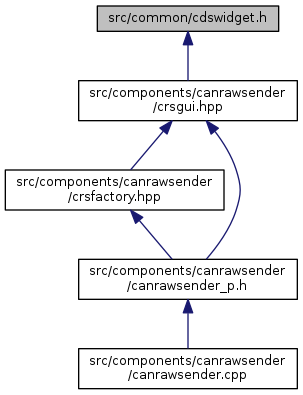 src/common/cdswidget.h
src/components/canrawsender
/crsgui.hpp
src/components/canrawsender
/crsfactory.hpp
src/components/canrawsender
/canrawsender_p.h
src/components/canrawsender
/canrawsender.cpp